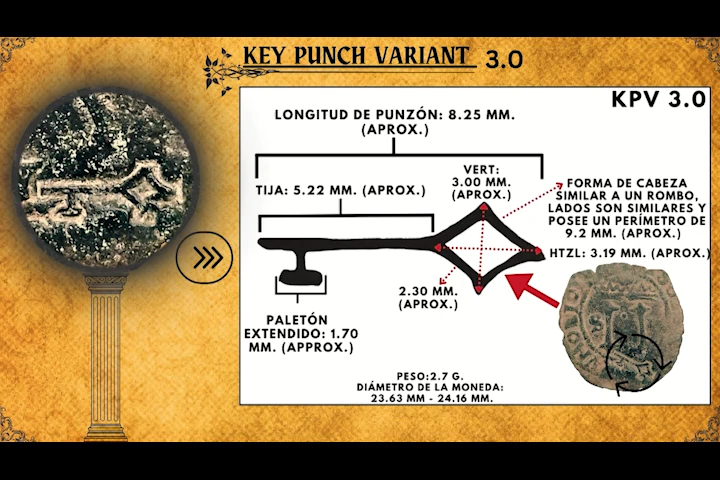 KEY PUNCH VARIANT 3.0
KPV 3.0
LONGITUD DE PUNZÓN: 8.25 MM.
(APROX.)
TIJA: 5.22 MM. (APROX.)
VERT:
3.00 MM.
(APROX.)
FORMA DE CABEZA
SIMILAR A UN ROMBO,
LADOS SON SIMILARES Y
POSEE UN PERÍMETRO DE
9.2 MM. (APROX.)
HTZL: 3.19 MM. (APROX.)
2.30 MM.
(APROX.)
PALETÓN
EXTENDIDO: 1.70
MM. (APPROX.)
PESO:2.7 G.
DIÁMETRO DE LA MONEDA:
23.63 MM - 24.16 MM.